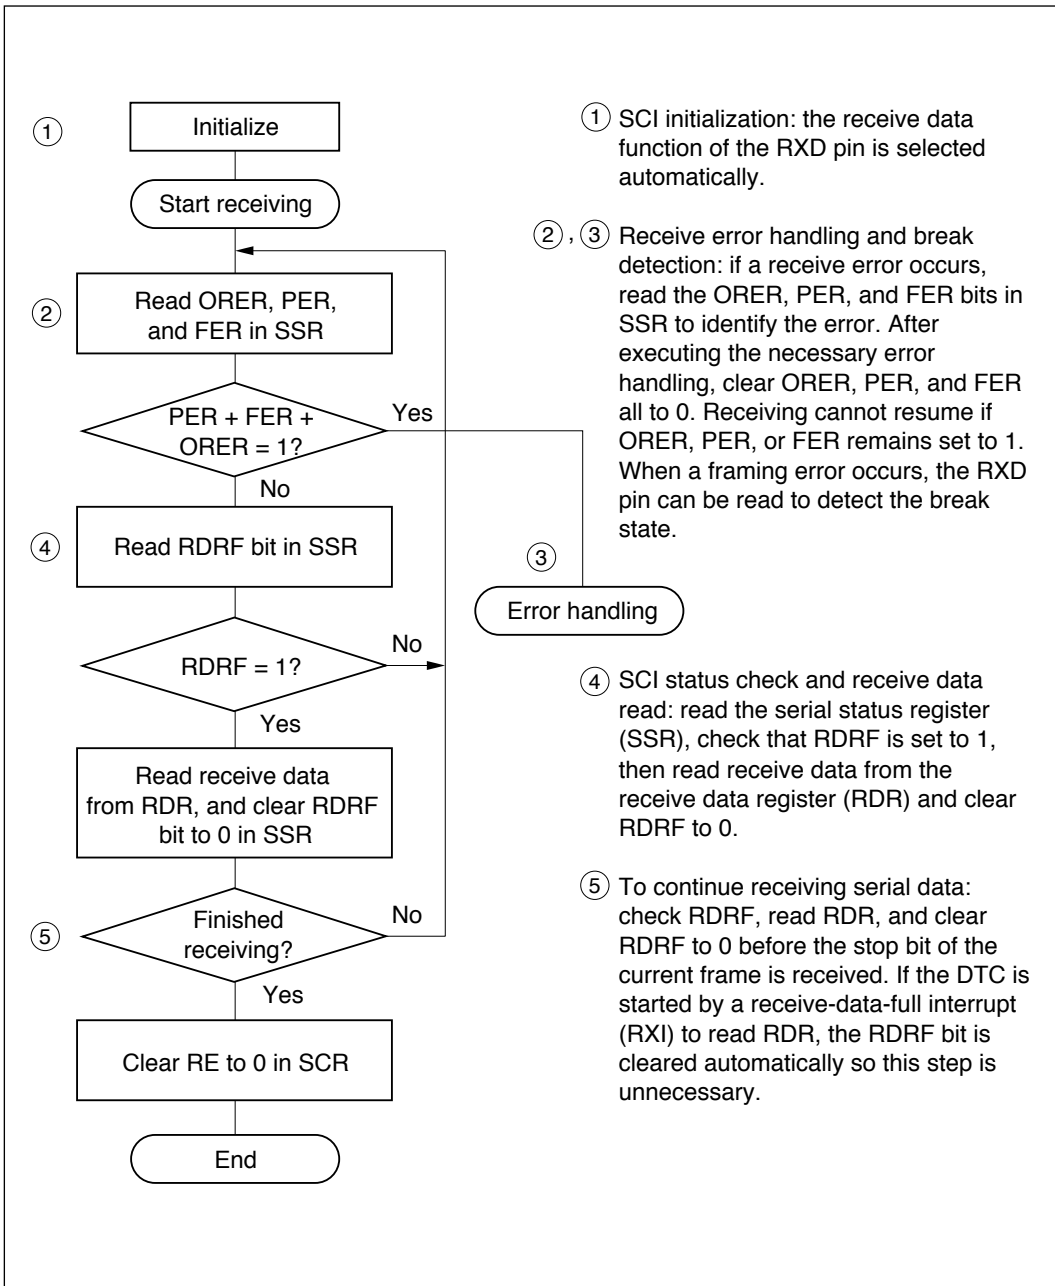 ①
Initialize
Start receiving
②
Read ORER, PER,
and FER in SSR
PER + FER +
ORER = 1?
Yes
No
④
Read RDRF bit in SSR
③
Error handling
RDRF = 1?
No
Yes
Read receive data
from RDR, and clear RDRF
bit to 0 in SSR
⑤
Finished
receiving?
No
Yes
Clear RE to 0 in SCR
End
① SCI initialization: the receive data
function of the RXD pin is selected
automatically.
②, ③ Receive error handling and break
detection: if a receive error occurs,
read the ORER, PER, and FER bits in
SSR to identify the error. After
executing the necessary error
handling, clear ORER, PER, and FER
all to 0. Receiving cannot resume if
ORER, PER, or FER remains set to 1.
When a framing error occurs, the RXD
pin can be read to detect the break
state.
④ SCI status check and receive data
read: read the serial status register
(SSR), check that RDRF is set to 1,
then read receive data from the
receive data register (RDR) and clear
RDRF to 0.
⑤ To continue receiving serial data:
check RDRF, read RDR, and clear
RDRF to 0 before the stop bit of the
current frame is received. If the DTC is
started by a receive-data-full interrupt
(RXI) to read RDR, the RDRF bit is
cleared automatically so this step is
unnecessary.